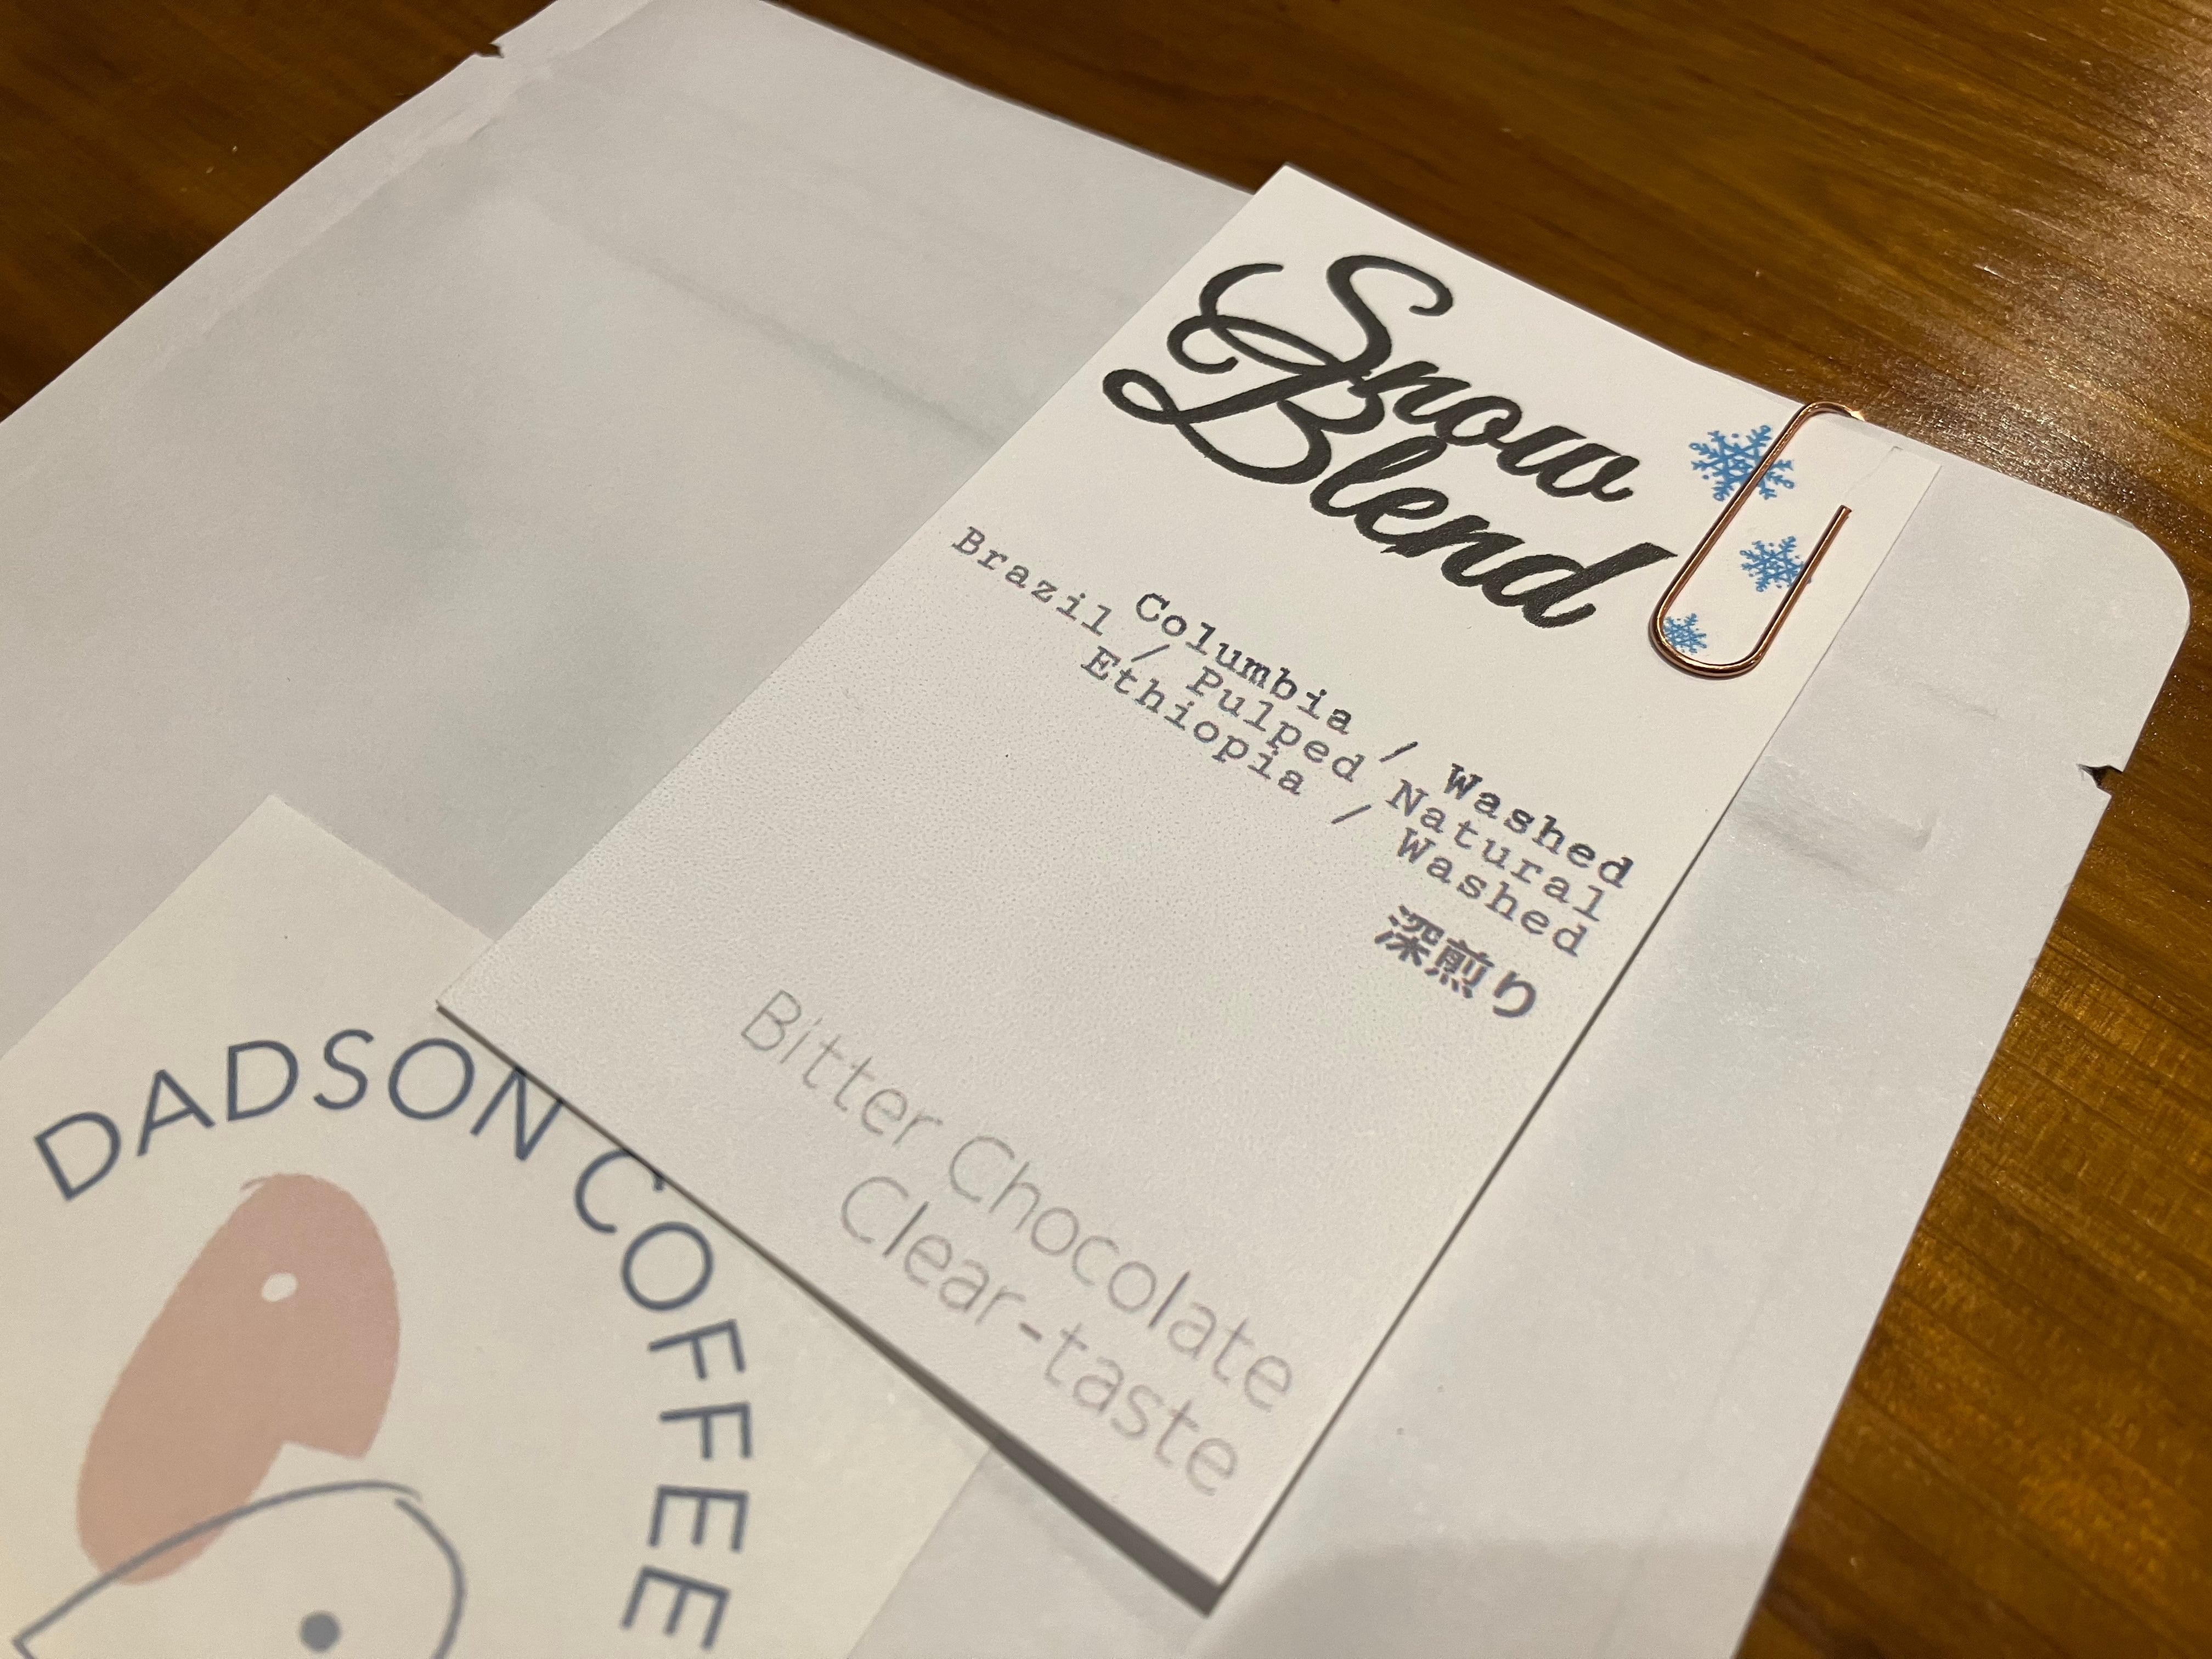 Snow
Blend
Columbia / Washed
Brazil / Pulped Natural
Ethiopia / Washed
深煎り
Bitter Chocolate
Clear-taste
DADSON COFFEE